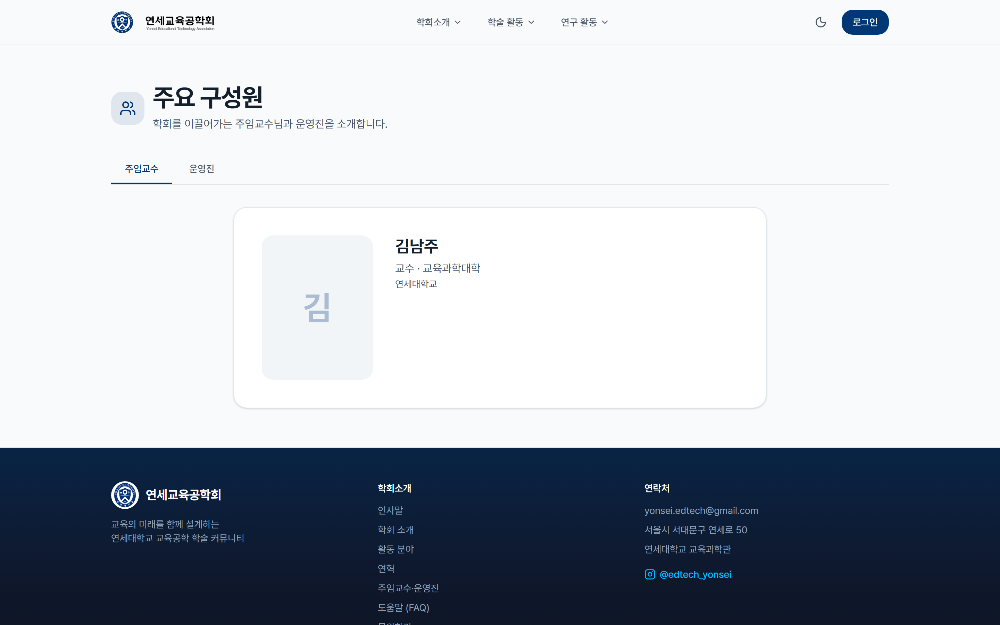 연세교육공학회
Yonsei Educational Technology Association
학회소개
학술 활동
연구 활동
로그인
주요 구성원
학회를 이끌어가는 주임교수님과 운영진을 소개합니다.
주임교수
운영진
김
김남주
교수 · 교육과학대학
연세대학교
연세교육공학회
교육의 미래를 함께 설계하는
연세대학교 교육공학 학술 커뮤니티
학회소개
인사말
학회 소개
활동 분야
연혁
주임교수·운영진
도움말 (FAQ)
연락처
yonsei.edtech@gmail.com
서울시 서대문구 연세로 50
연세대학교 교육과학관
@edtech_yonsei